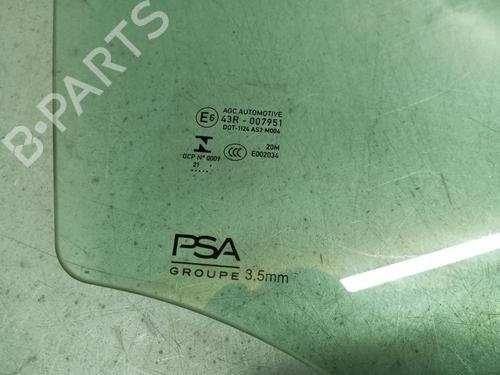 B-PARTS
AGC AUTOMOTIVE
E6 43R - 007951
DOT-1124 AS2 M004
20M
OCP N° 0009 CCC E002034
21
PSA
GROUPE 3.5mm